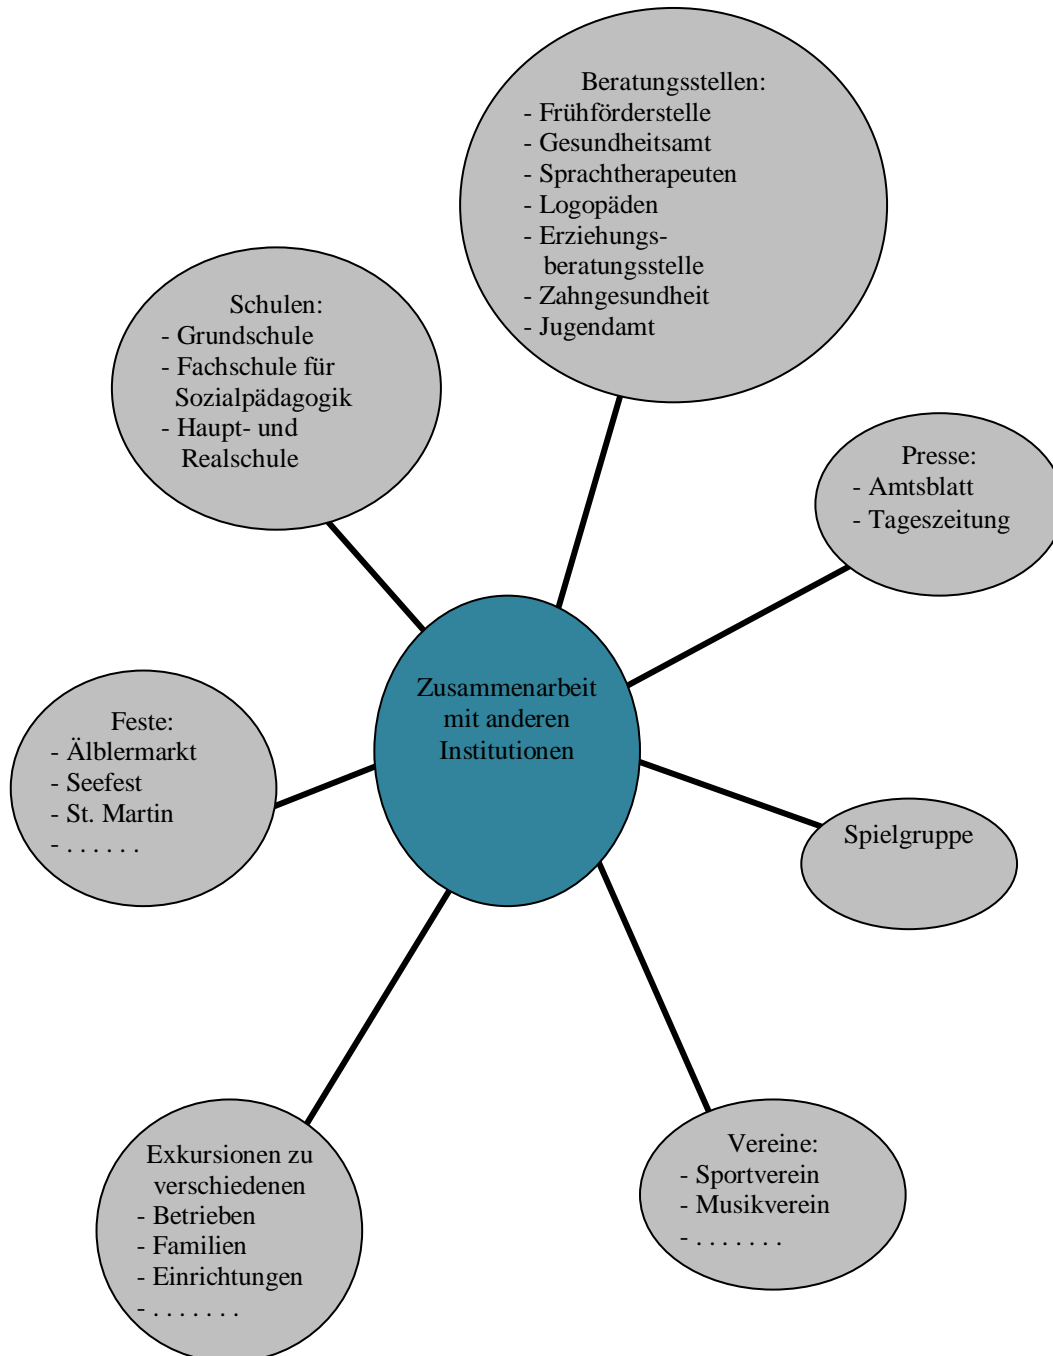 Beratungsstellen:
- Frühförderstelle
- Gesundheitsamt
- Sprachtherapeuten
- Logopäden
- Erziehungs-
beratungsstelle
- Zahngesundheit
- Jugendamt
Schulen:
- Grundschule
- Fachschule für
Sozialpädagogik
- Haupt- und
Realschule
Presse:
- Amtsblatt
- Tageszeitung
Zusammenarbeit
mit anderen
Institutionen
Feste:
- Älblermarkt
- Seefest
- St. Martin
- . . . . . .
Spielgruppe
Exkursionen zu
verschiedenen
- Betrieben
- Familien
- Einrichtungen
- . . . . . . .
Vereine:
- Sportverein
- Musikverein
- . . . . . . .